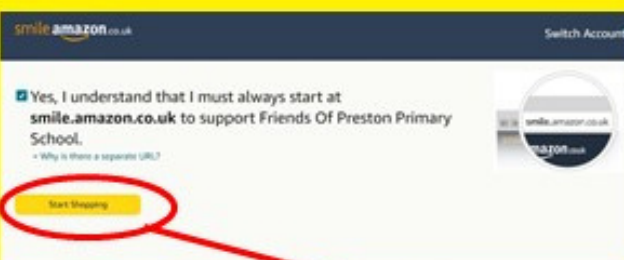 smile.amazon.co.uk
Switch Account
Yes, I understand that I must always start at
smile.amazon.co.uk to support Friends Of Preston Primary
School.
Why is there a separate URL?
Start Shopping
smile.amazon.co.uk
mazon.co.uk